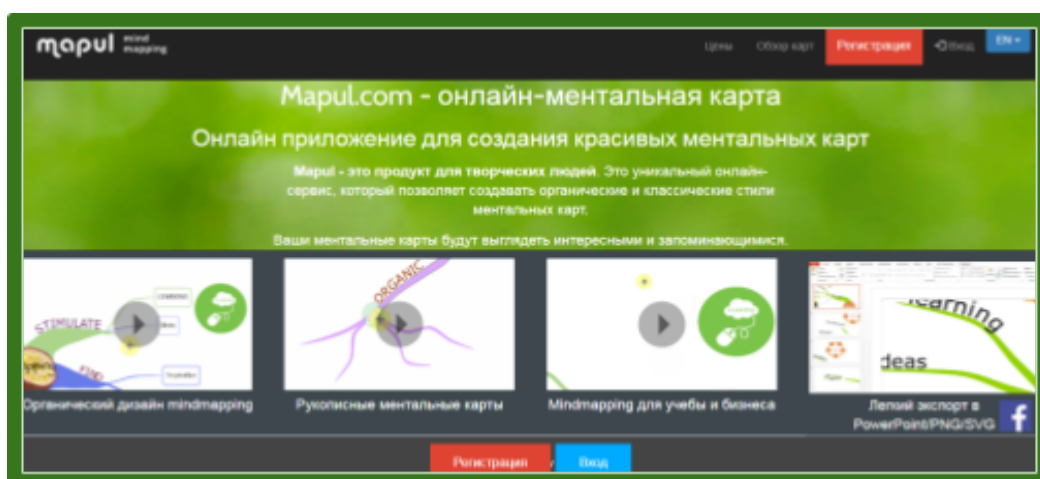 mapul mind mapping
Цены Обзор карт Регистрация Вход EN
Mapul.com - онлайн-ментальная карта
Онлайн приложение для создания красивых ментальных карт
Mapul - это продукт для творческих людей. Это уникальный онлайн-
сервис, который позволяет создавать органические и классические стили
ментальных карт.
Ваши ментальные карты будут выглядеть интересными и запоминающимися.
STIMULATE
ORGANIC
earning
deas
Органический дизайн mindmapping
Рукописные ментальные карты
Mindmapping для учебы и бизнеса
Легкий экспорт в
PowerPoint/PNG/SVG
f
Регистрация Вход